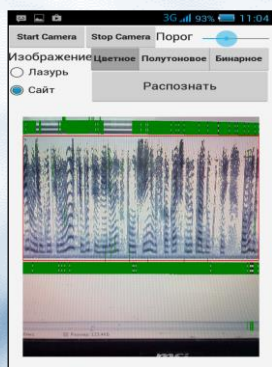 3G 93% 11:04
Start Camera Stop Camera Порог
Изображение Цветное Полутоновое Бинарное
Лазурь
Сайт
Распознать